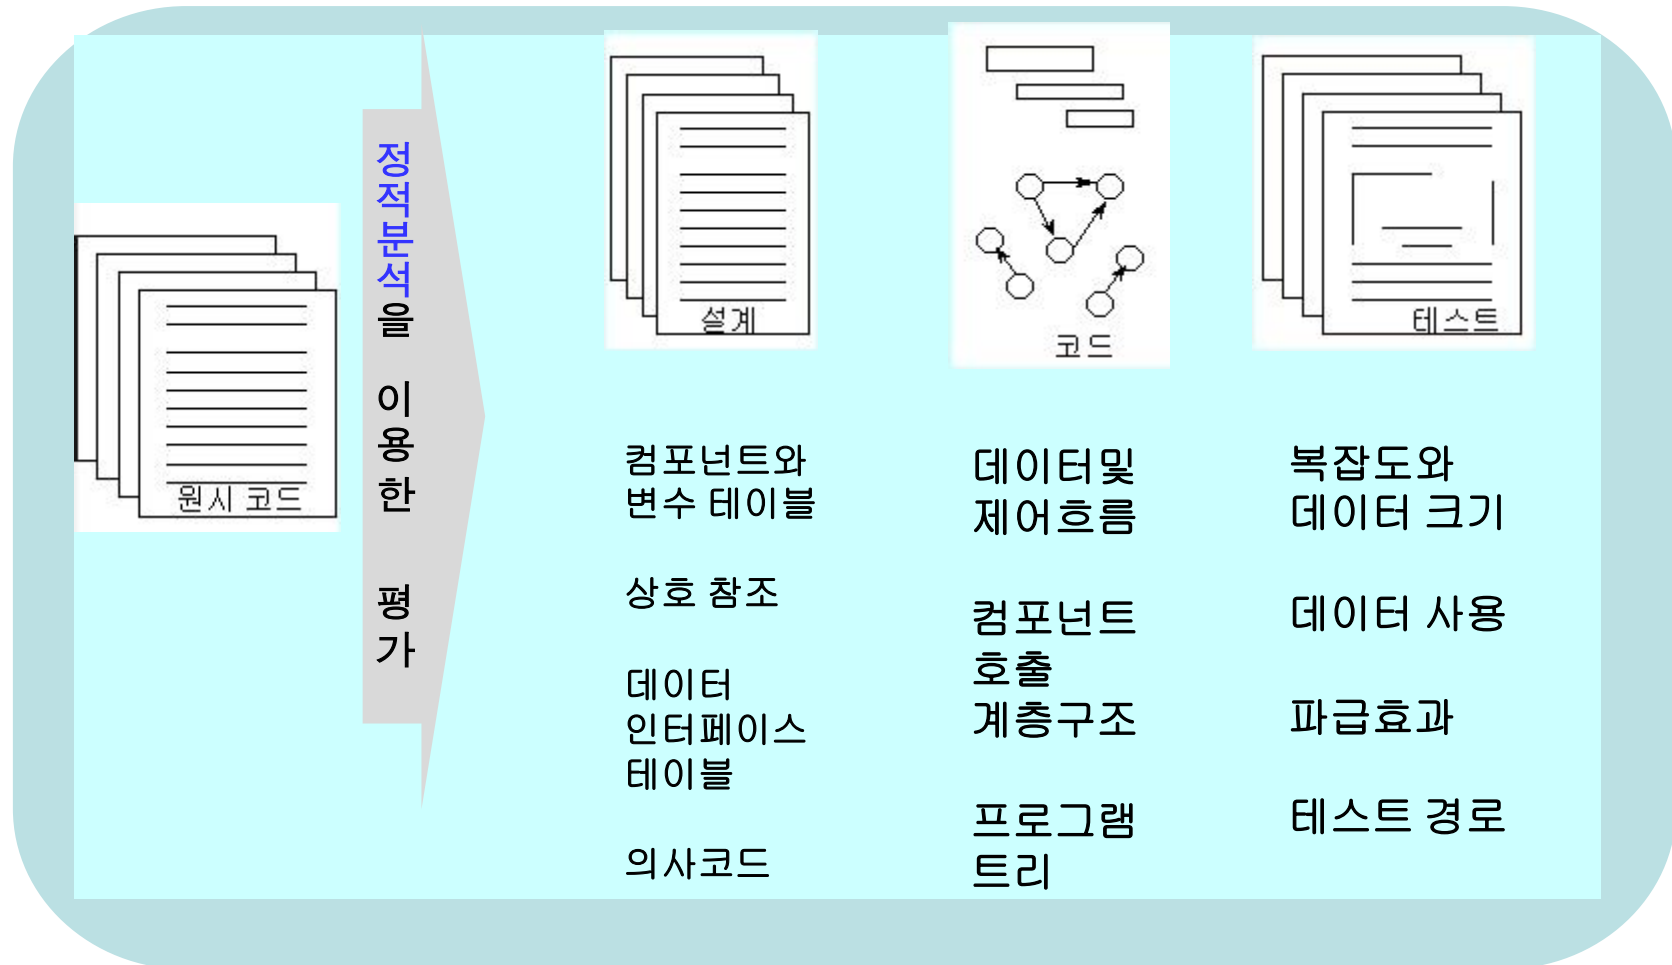 원시 코드
정적분석을 이용한 평가
설계
컴포넌트와
변수 테이블
상호 참조
데이터
인터페이스
테이블
의사코드
코드
데이터및
제어흐름
컴포넌트
호출
계층구조
프로그램
트리
테스트
복잡도와
데이터 크기
데이터 사용
파급효과
테스트 경로